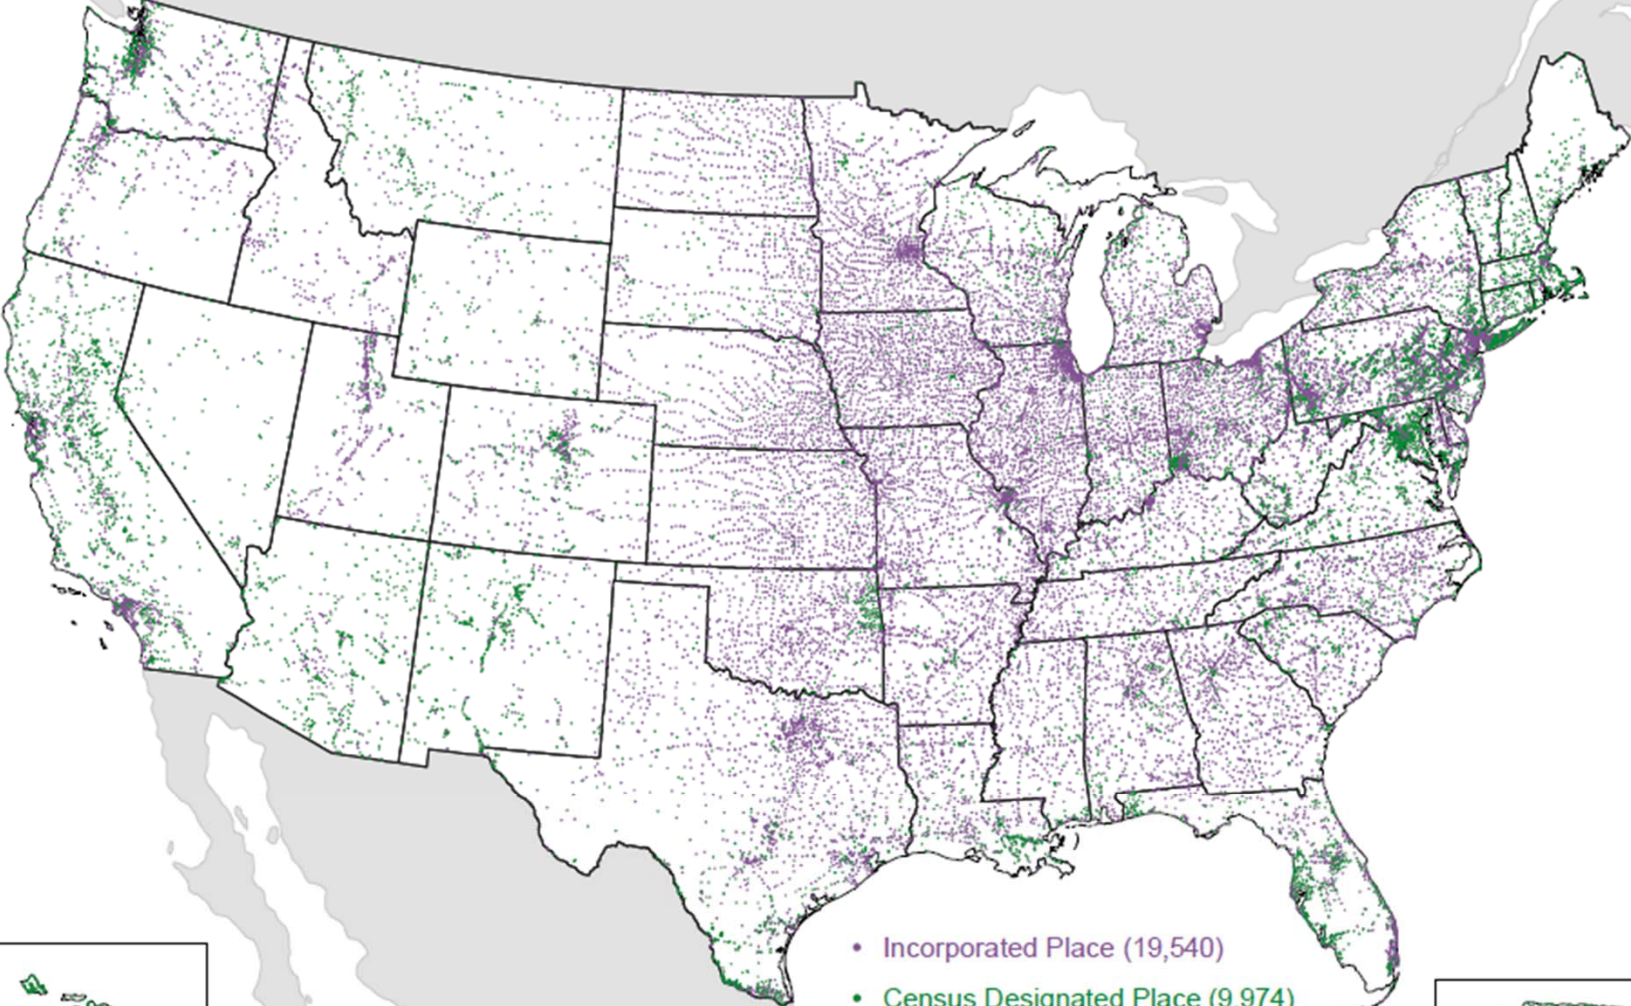 Incorporated Place (19,540)
Census Designated Place (9,974)